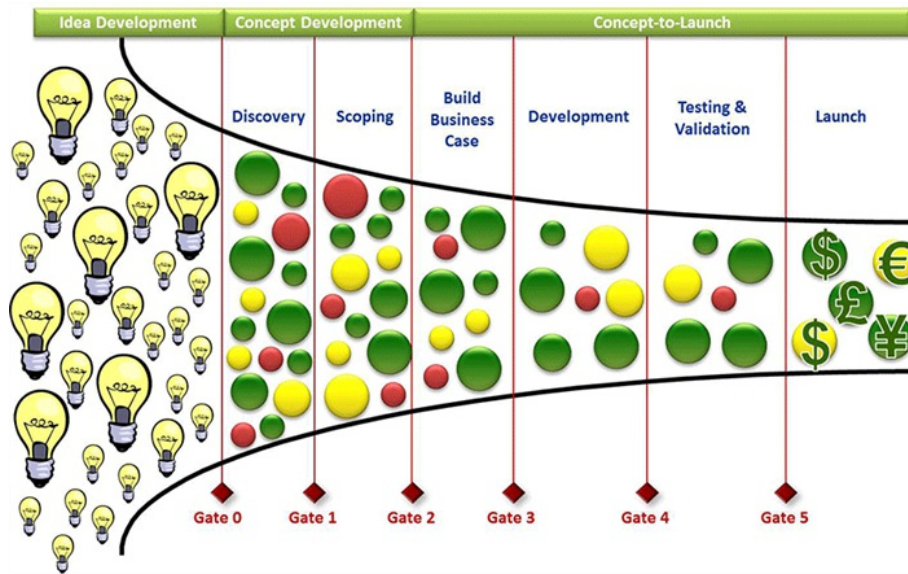 Idea Development
Concept Development
Concept-to-Launch
Discovery
Scoping
Build
Business
Case
Development
Testing &
Validation
Launch
$
€
£
$
¥
Gate 0
Gate 1
Gate 2
Gate 3
Gate 4
Gate 5